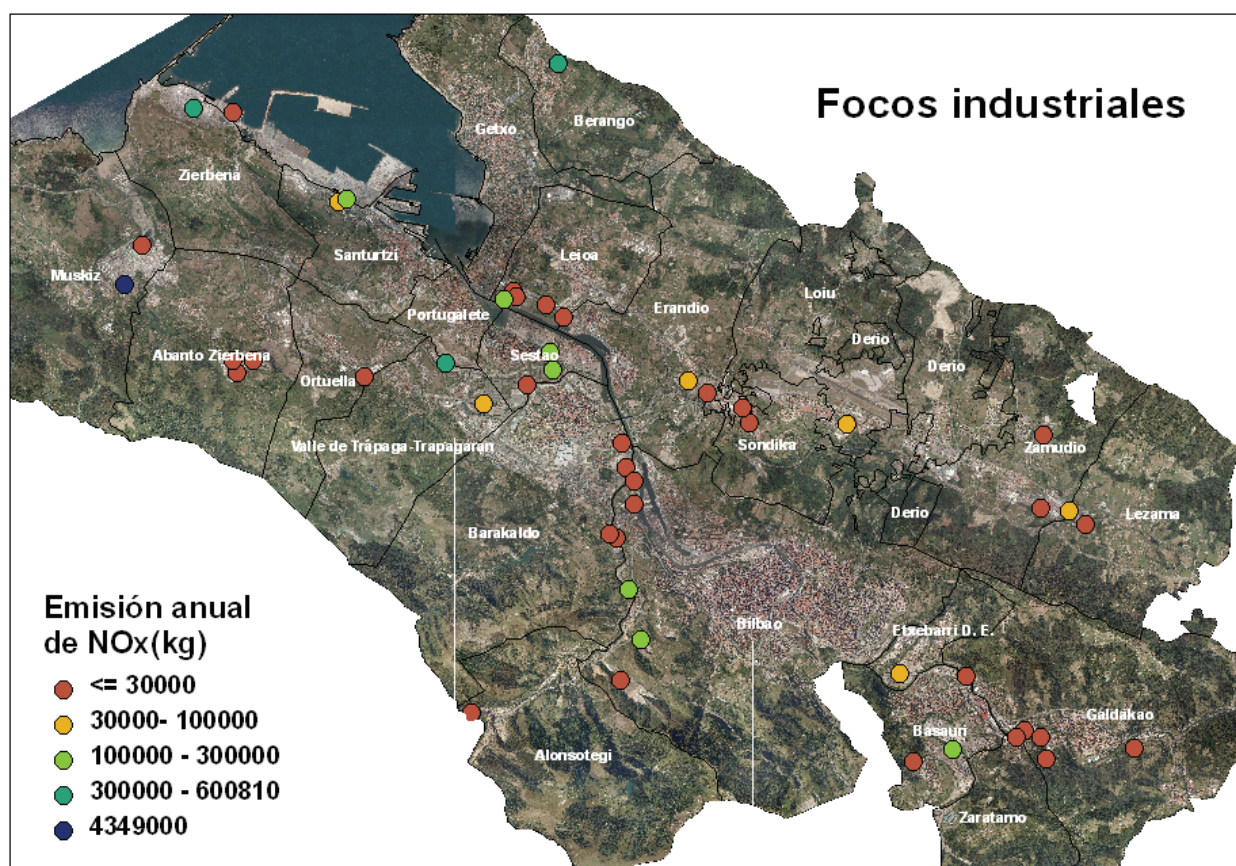 Focos industriales
Getxo
Berango
Zierbena
Santurtzi
Leioa
Muskiz
Loiu
Erandio
Portugalete
Derio
Abanto Zierbena
Sestao
Derio
Ortuella
Valle de Trápaga-Trapagaran
Sondika
Zamudio
Barakaldo
Derio
Lezama
Emisión anual
de NOx(kg)
<= 30000
30000- 100000
100000 - 300000
300000 - 600810
4349000
Bilbao
Etxebarri D. E.
Basauri
Galdakao
Alonsotegi
Zaratamo